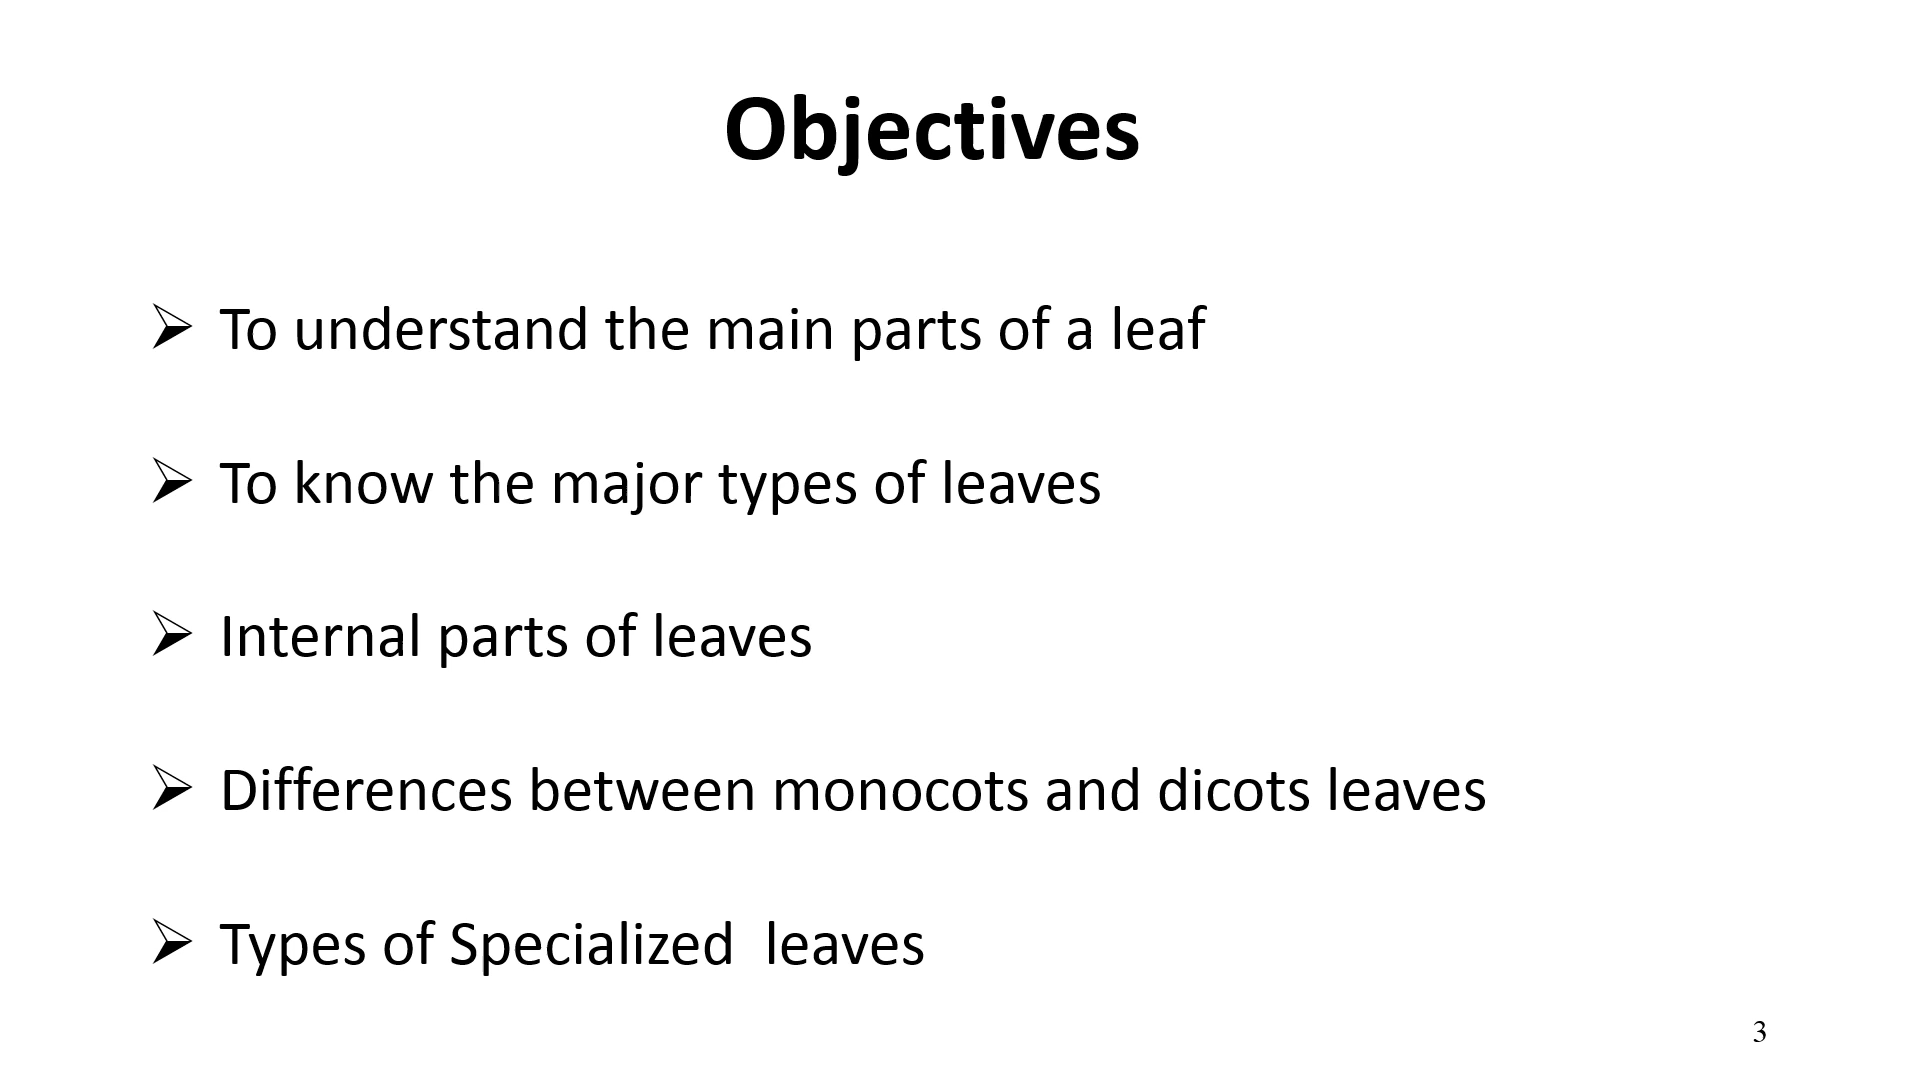 Objectives
➢ To understand the main parts of a leaf
➢ To know the major types of leaves
➢ Internal parts of leaves
➢ Differences between monocots and dicots leaves
➢ Types of Specialized  leaves
3